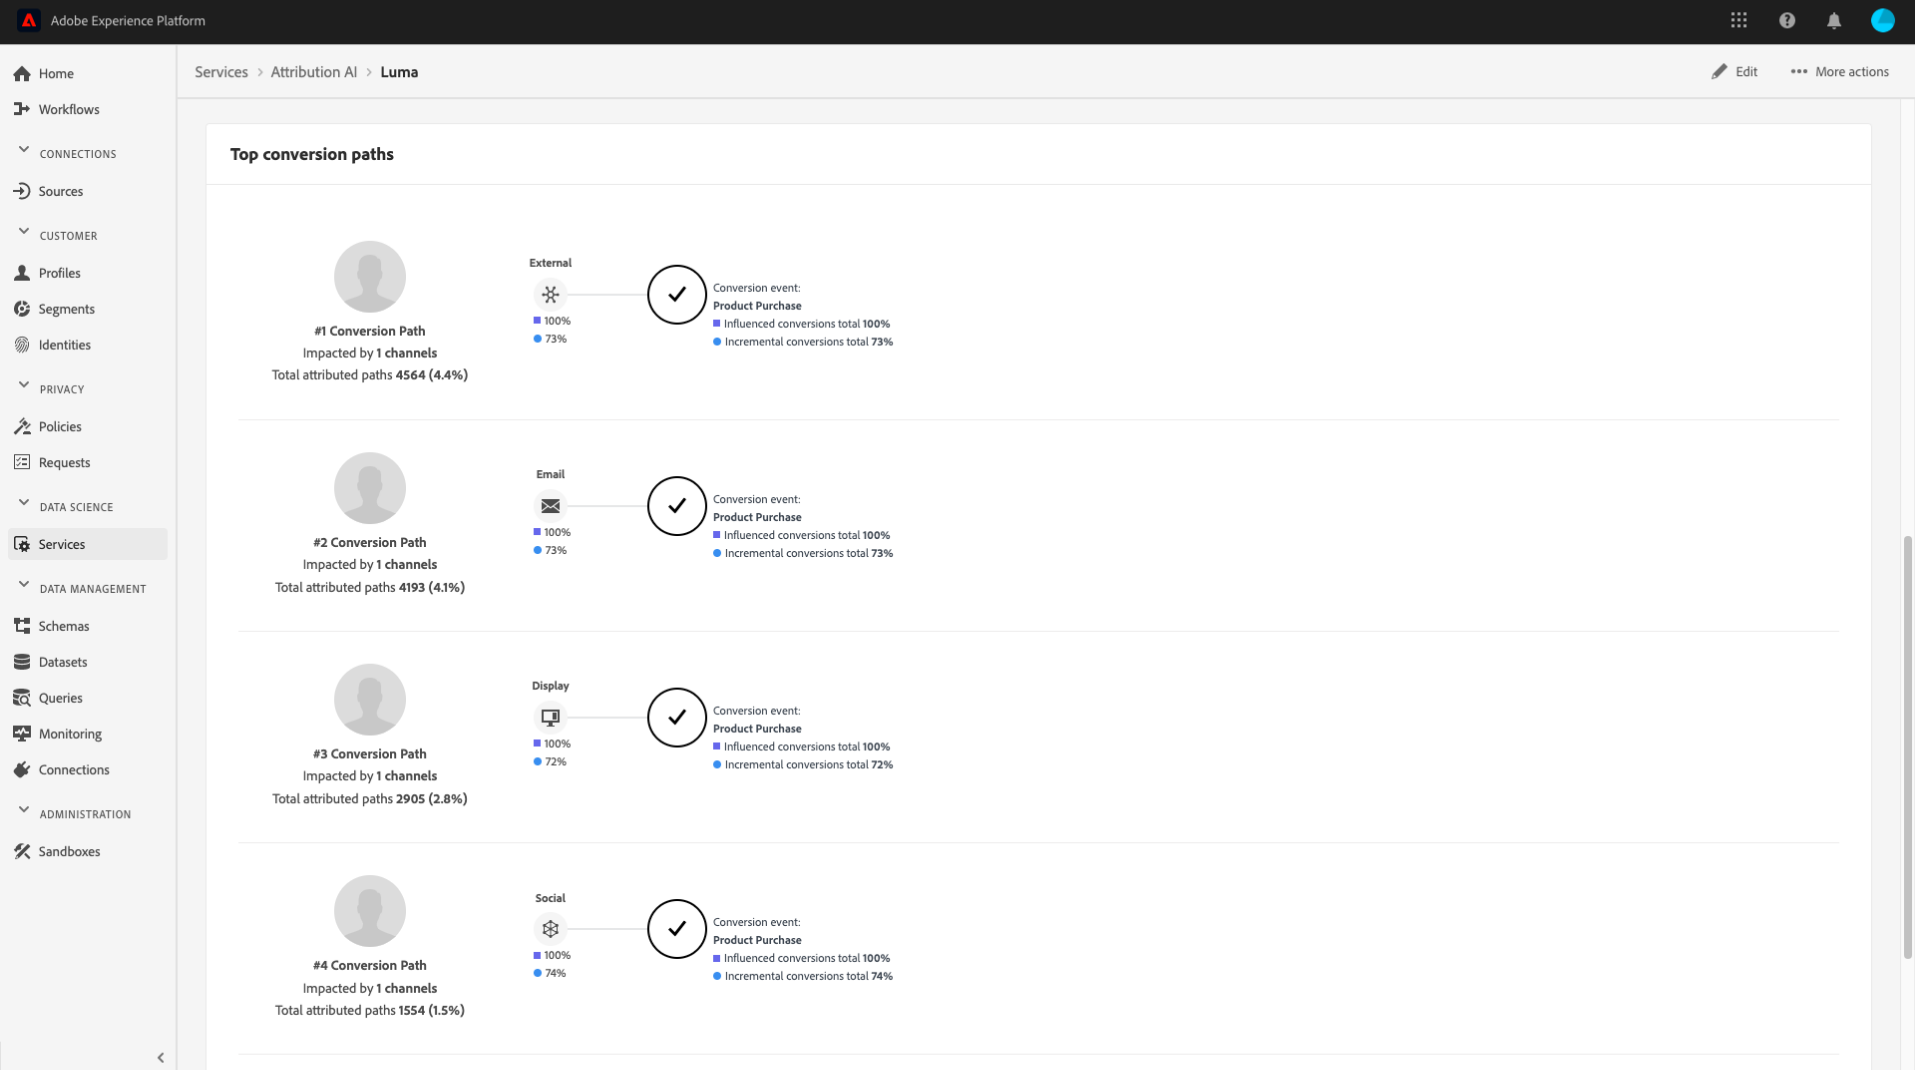 Adobe Experience Platform
Services > Attribution AI > Luma
Edit
More actions
Home
Workflows
CONNECTIONS
Sources
CUSTOMER
Profiles
Segments
Identities
PRIVACY
Policies
Requests
DATA SCIENCE
Services
DATA MANAGEMENT
Schemas
Datasets
Queries
Monitoring
Connections
ADMINISTRATION
Sandboxes
Top conversion paths
#1 Conversion Path
Impacted by 1 channels
Total attributed paths 4564 (4.4%)
External
100%
73%
Conversion event:
Product Purchase
Influenced conversions total 100%
Incremental conversions total 73%
#2 Conversion Path
Impacted by 1 channels
Total attributed paths 4193 (4.1%)
Email
100%
73%
Conversion event:
Product Purchase
Influenced conversions total 100%
Incremental conversions total 73%
#3 Conversion Path
Impacted by 1 channels
Total attributed paths 2905 (2.8%)
Display
100%
72%
Conversion event:
Product Purchase
Influenced conversions total 100%
Incremental conversions total 72%
#4 Conversion Path
Impacted by 1 channels
Total attributed paths 1554 (1.5%)
Social
100%
74%
Conversion event:
Product Purchase
Influenced conversions total 100%
Incremental conversions total 74%